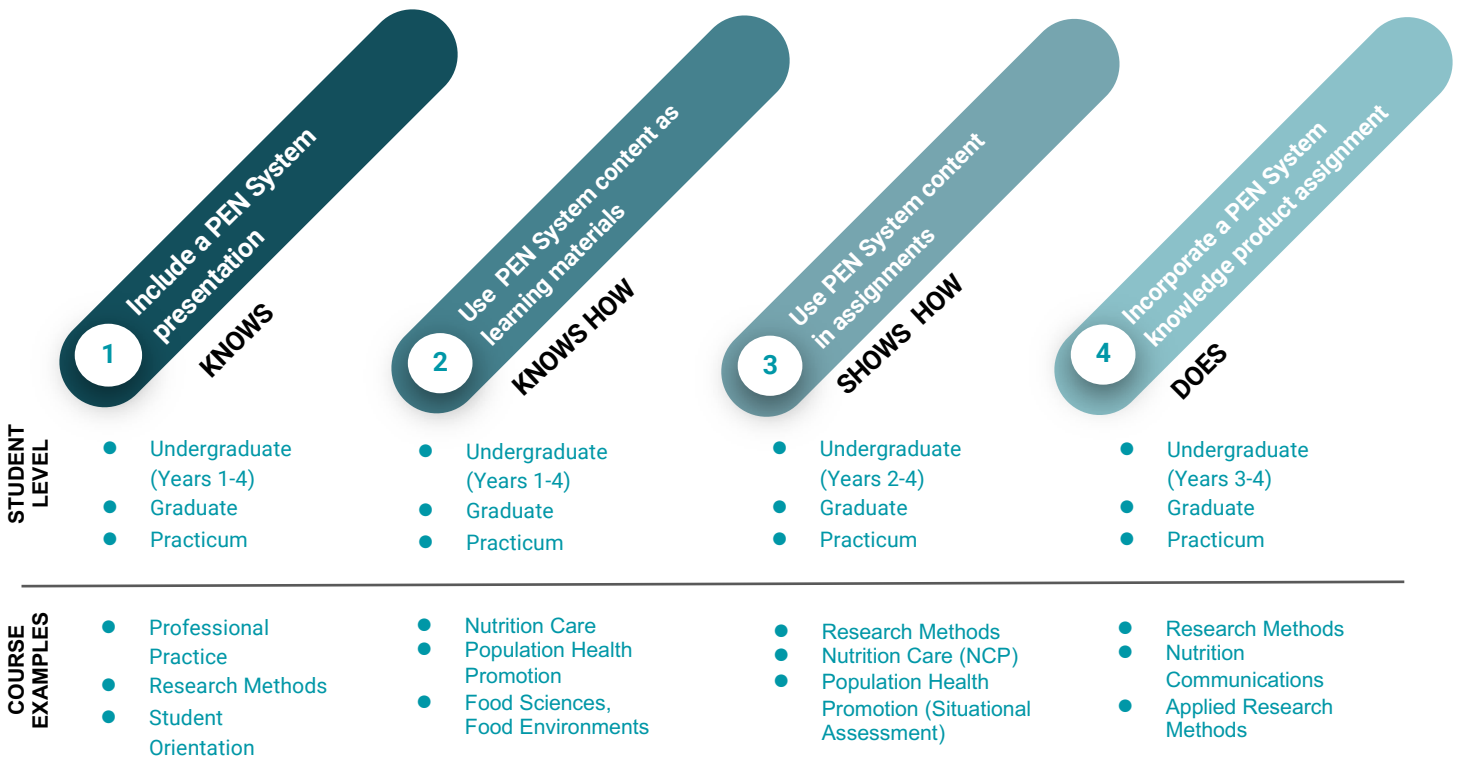 Include a PEN System
presentation
KNOWS
1
Use PEN System content as
learning materials
KNOWS HOW
2
Use PEN System content
in assignments
SHOWS HOW
3
Incorporate a PEN System
knowledge product assignment
DOES
4
STUDENT
LEVEL
Undergraduate
(Years 1-4)
Graduate
Practicum
Undergraduate
(Years 1-4)
Graduate
Practicum
Undergraduate
(Years 2-4)
Graduate
Practicum
Undergraduate
(Years 3-4)
Graduate
Practicum
COURSE
EXAMPLES
Professional
Practice
Research Methods
Student
Orientation
Nutrition Care
Population Health
Promotion
Food Sciences,
Food Environments
Research Methods
Nutrition Care (NCP)
Population Health
Promotion (Situational
Assessment)
Research Methods
Nutrition
Communications
Applied Research
Methods